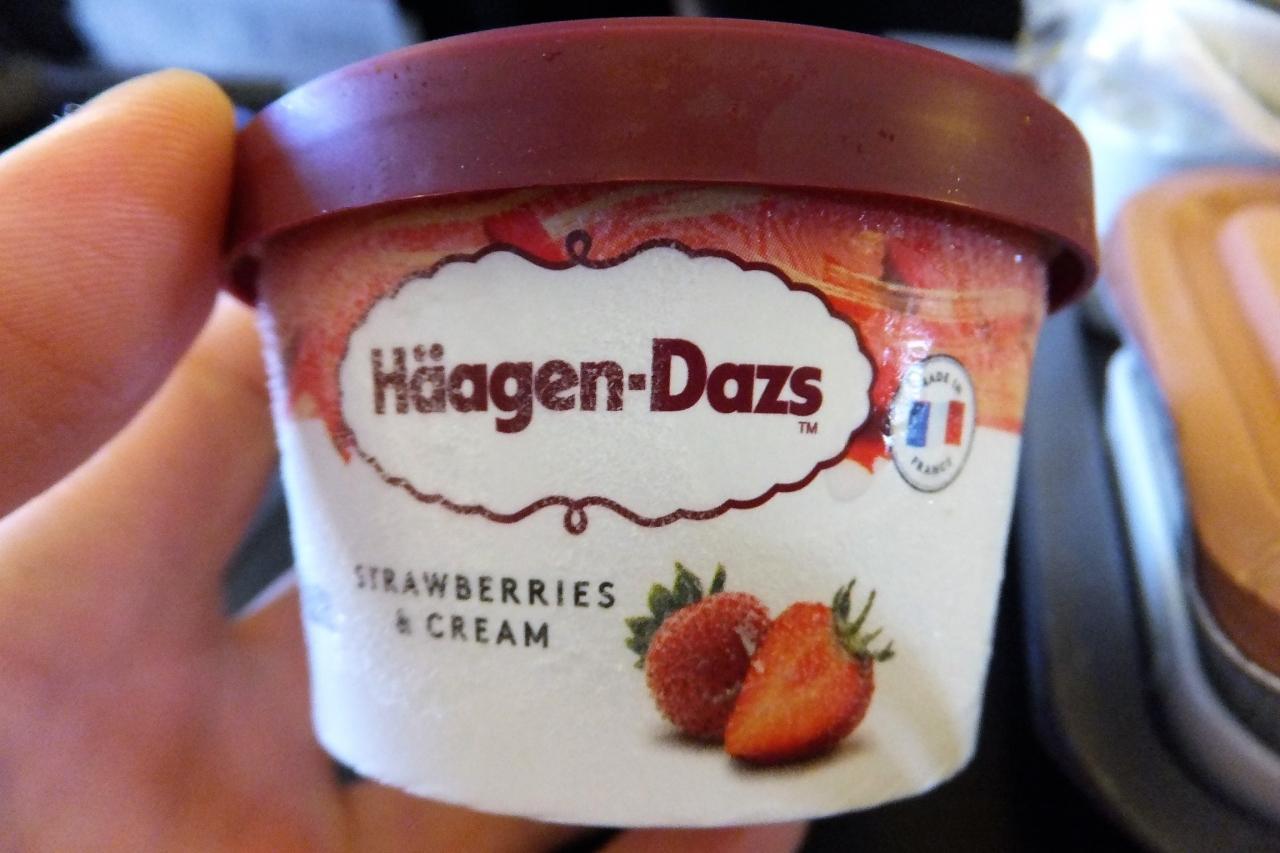 Häagen-Dazs
TM
MADE IN
FRANCE
STRAWBERRIES
& CREAM